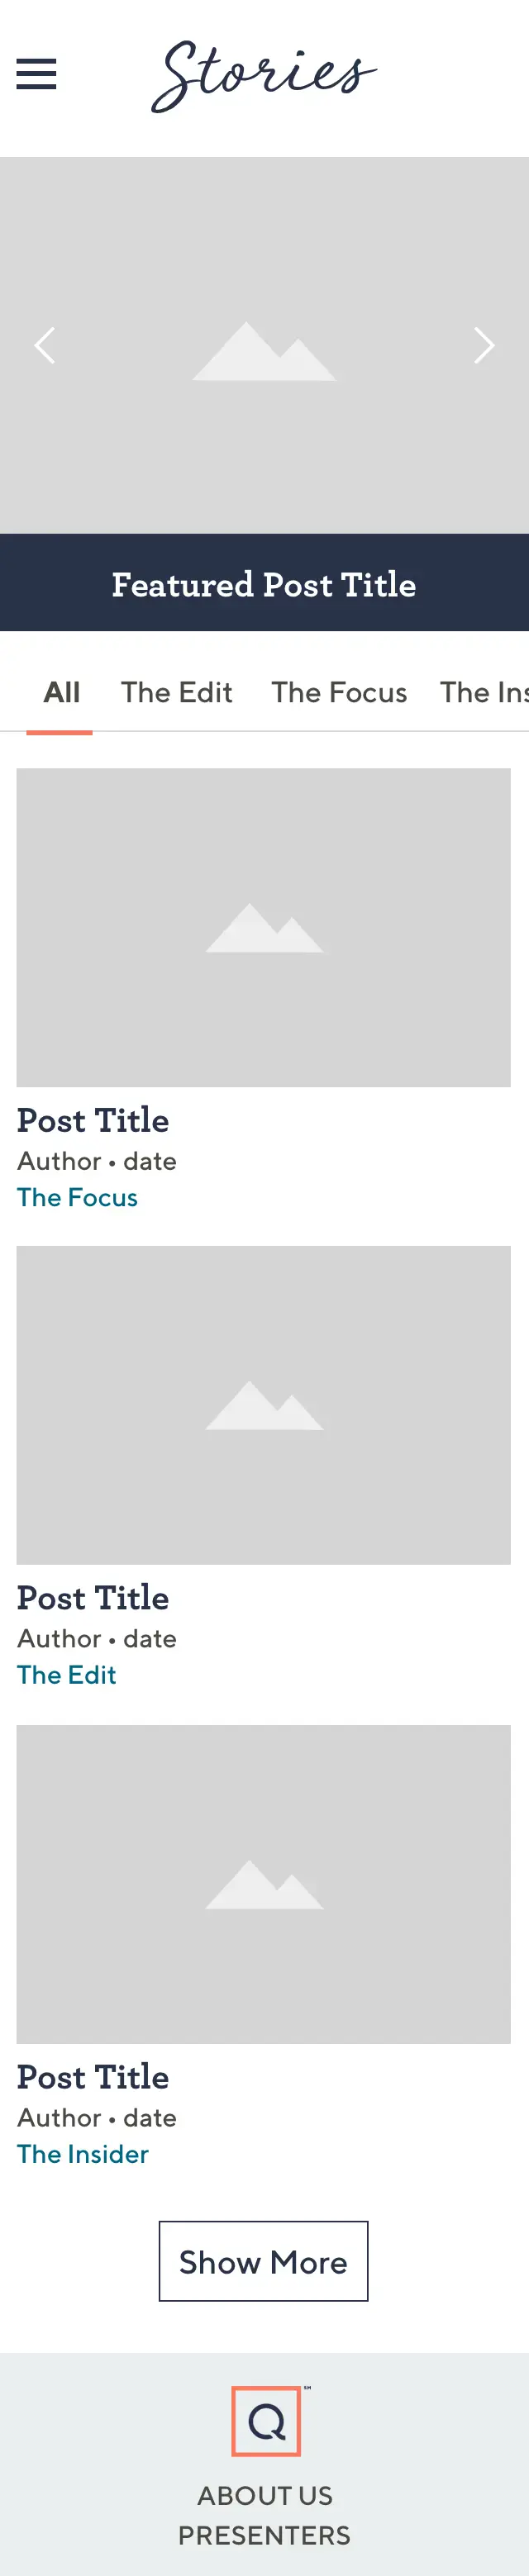 Stories
Featured Post Title
All The Edit The Focus The Ins
Post Title
Author • date
The Focus
Post Title
Author • date
The Edit
Post Title
Author • date
The Insider
Show More
Q℠
ABOUT US
PRESENTERS